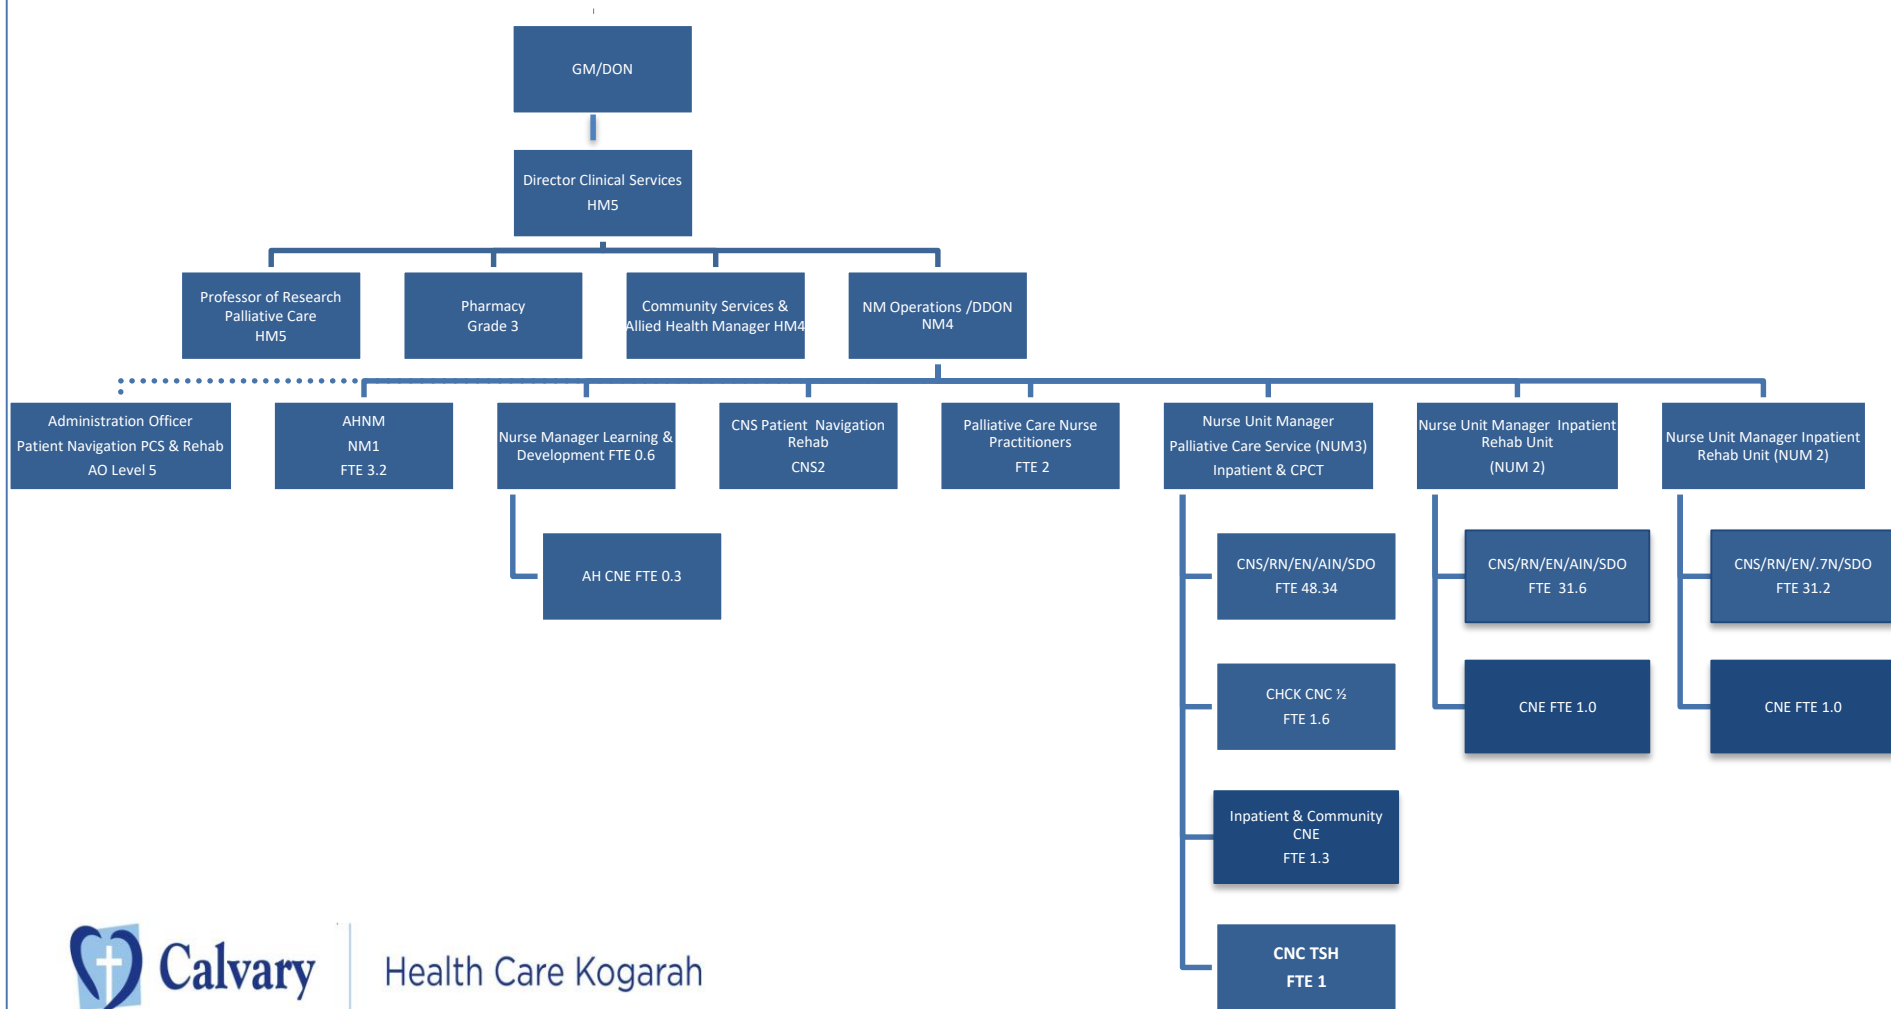 GM/DON
Director Clinical Services
HM5
Professor of Research
Palliative Care
HM5
Pharmacy
Grade 3
Community Services &
Allied Health Manager HM4
NM Operations /DDON
NM4
Administration Officer
Patient Navigation PCS & Rehab
AO Level 5
AHNM
NM1
FTE 3.2
Nurse Manager Learning &
Development FTE 0.6
CNS Patient Navigation
Rehab
CNS2
Palliative Care Nurse
Practitioners
FTE 2
Nurse Unit Manager
Palliative Care Service (NUM3)
Inpatient & CPCT
Nurse Unit Manager Inpatient
Rehab Unit
(NUM 2)
Nurse Unit Manager Inpatient
Rehab Unit (NUM 2)
AH CNE FTE 0.3
CNS/RN/EN/AIN/SDO
FTE 48.34
CNS/RN/EN/AIN/SDO
FTE 31.6
CNS/RN/EN/.7N/SDO
FTE 31.2
CHCK CNC ½
FTE 1.6
CNE FTE 1.0
CNE FTE 1.0
Inpatient & Community
CNE
FTE 1.3
CNC TSH
FTE 1
Calvary
Health Care Kogarah